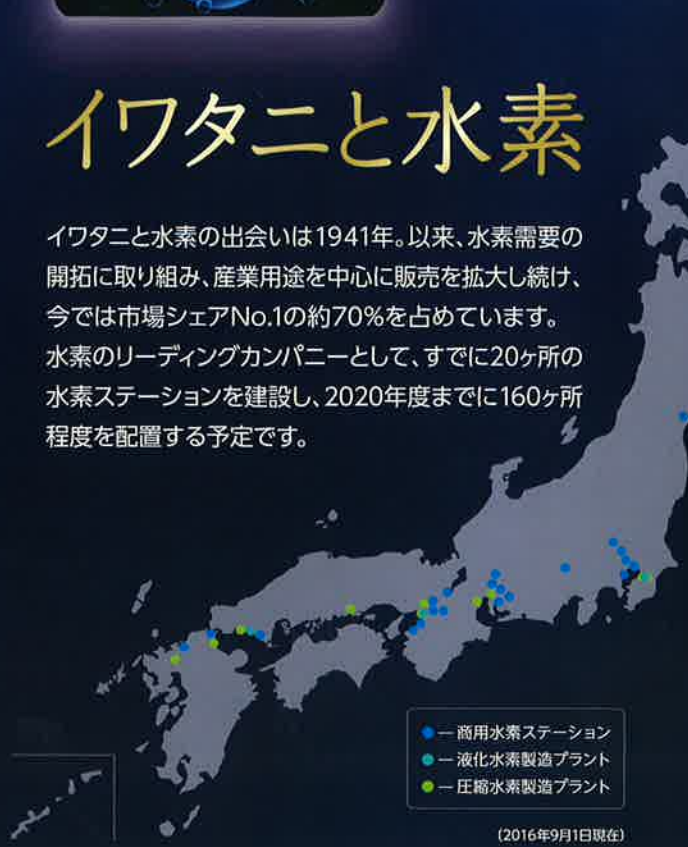 イワタニと水素
イワタニと水素の出会いは1941年。以来、水素需要の
開拓に取り組み、産業用途を中心に販売を拡大し続け、
今では市場シェアNo.1の約70%を占めています。
水素のリーディングカンパニーとして、すでに20ヶ所の
水素ステーションを建設し、2020年度までに160ヶ所
程度を配置する予定です。
ー商用水素ステーション
ー液化水素製造プラント
ー圧縮水素製造プラント
(2016年9月1日現在)